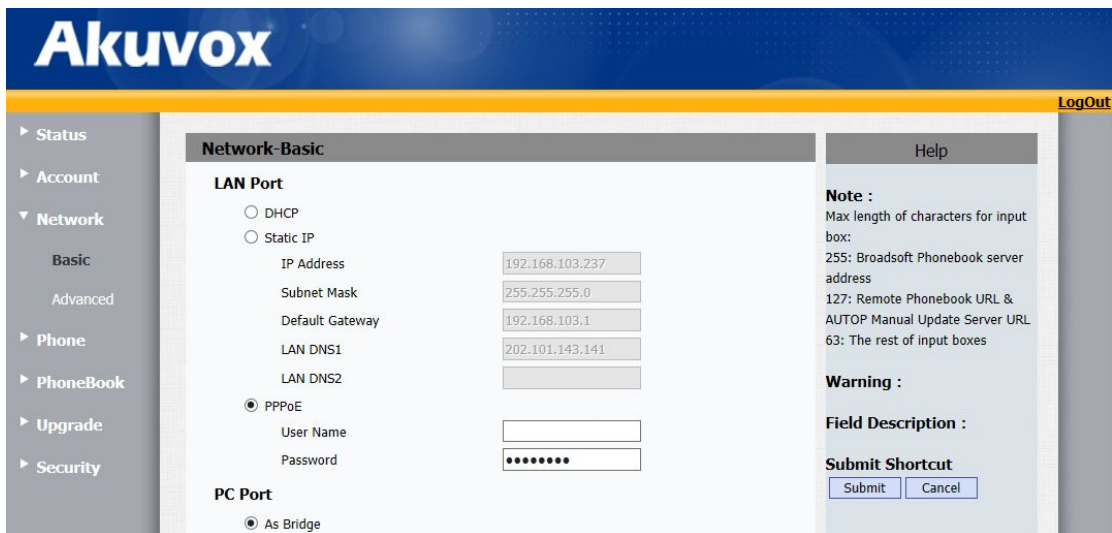 Akuvox
LogOut
Status
Account
Network
Basic
Advanced
Phone
PhoneBook
Upgrade
Security
Network-Basic
LAN Port
DHCP
Static IP
IP Address 192.168.103.237
Subnet Mask 255.255.255.0
Default Gateway 192.168.103.1
LAN DNS1 202.101.143.141
LAN DNS2
PPPoE
User Name
Password ••••••••
PC Port
As Bridge
Help
Note :
Max length of characters for input
box:
255: Broadsoft Phonebook server
address
127: Remote Phonebook URL &
AUTOP Manual Update Server URL
63: The rest of input boxes
Warning :
Field Description :
Submit Shortcut
Submit Cancel